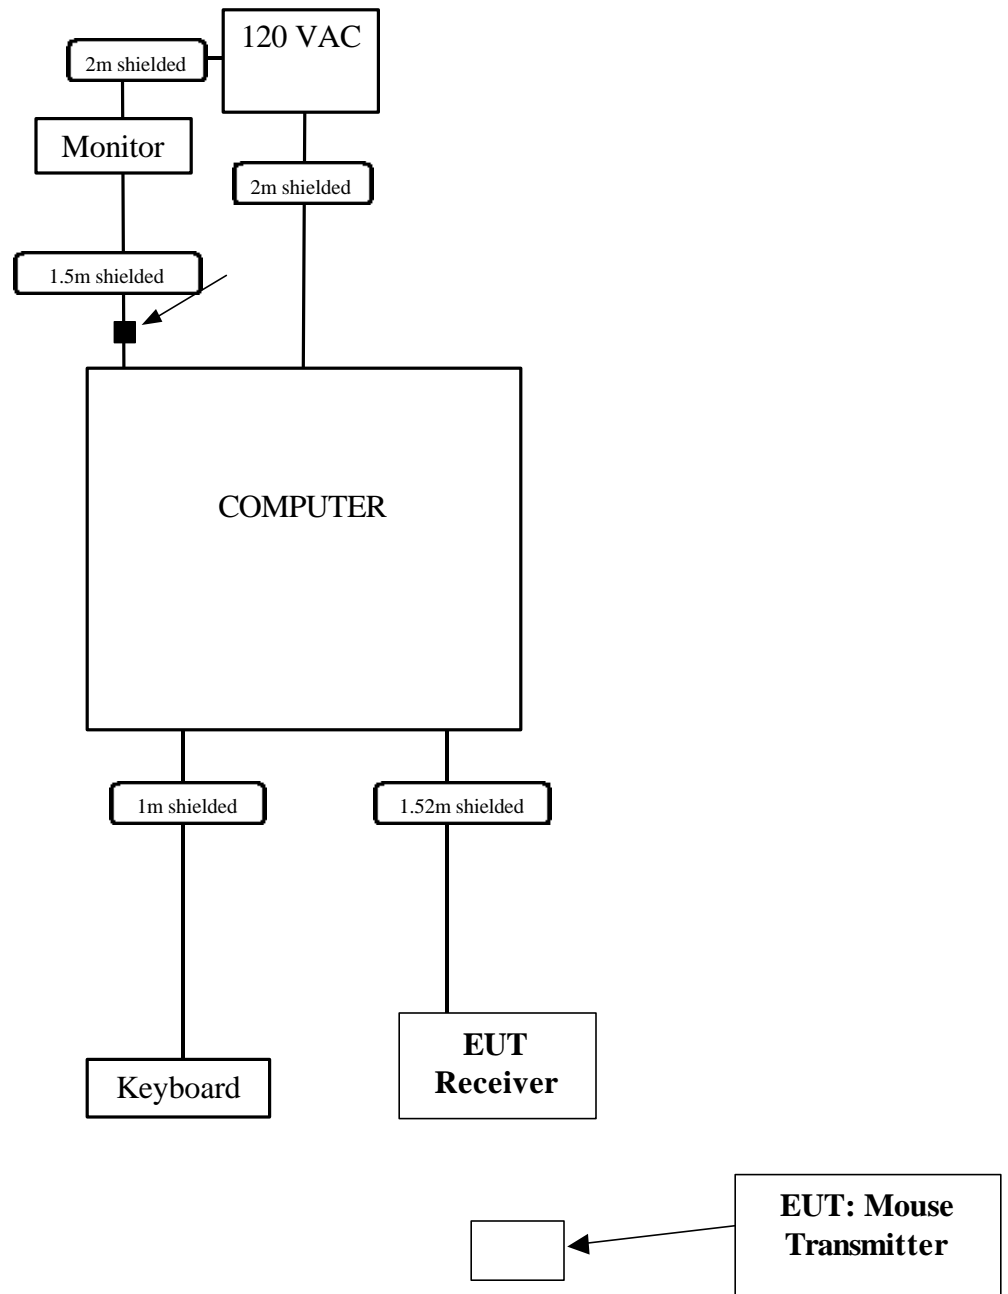 120 VAC
2m shielded
Monitor
2m shielded
1.5m shielded
COMPUTER
1m shielded
1.52m shielded
EUT
Receiver
Keyboard
EUT: Mouse
Transmitter